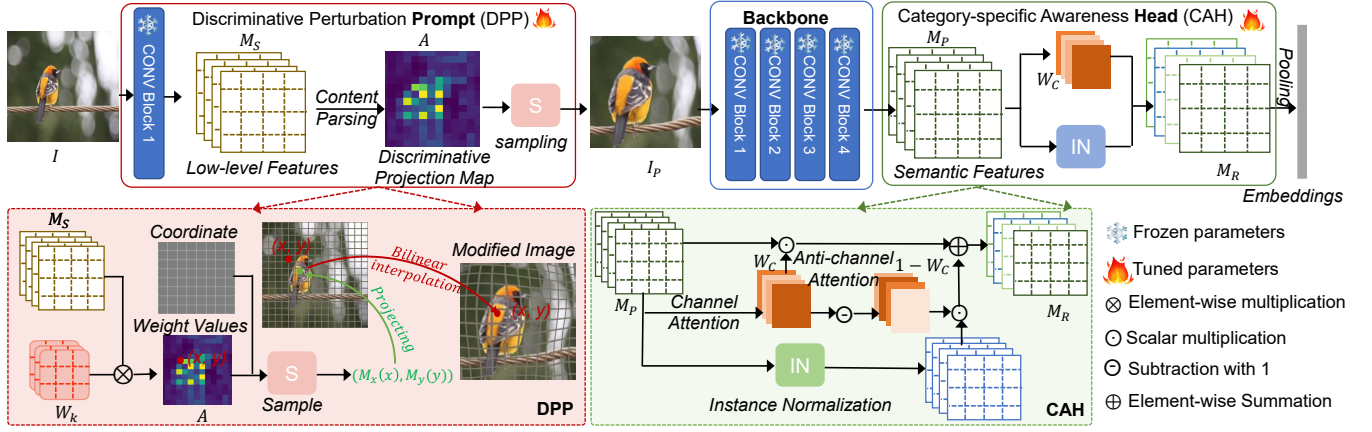 Discriminative Perturbation Prompt (DPP)
CONV Block 1
M_S
Low-level Features
Content
Parsing
A
Discriminative
Projection Map
S
sampling
I
I_P
Backbone
CONV Block 1
CONV Block 2
CONV Block 3
CONV Block 4
Category-specific Awareness Head (CAH)
M_P
Semantic Features
W_C
IN
M_R
Pooling
Embeddings
M_S
Coordinate
Weight Values
(x, y)
W_k
A
S
Sample
(x, y)
Bilinear
interpolation
Projecting
(M_x(x), M_y(y))
Modified Image
(x, y)
DPP
M_P
W_C
Anti-channel
Attention
1 − W_C
Channel
Attention
IN
Instance Normalization
M_R
CAH
Frozen parameters
Tuned parameters
Element-wise multiplication
Scalar multiplication
Subtraction with 1
Element-wise Summation